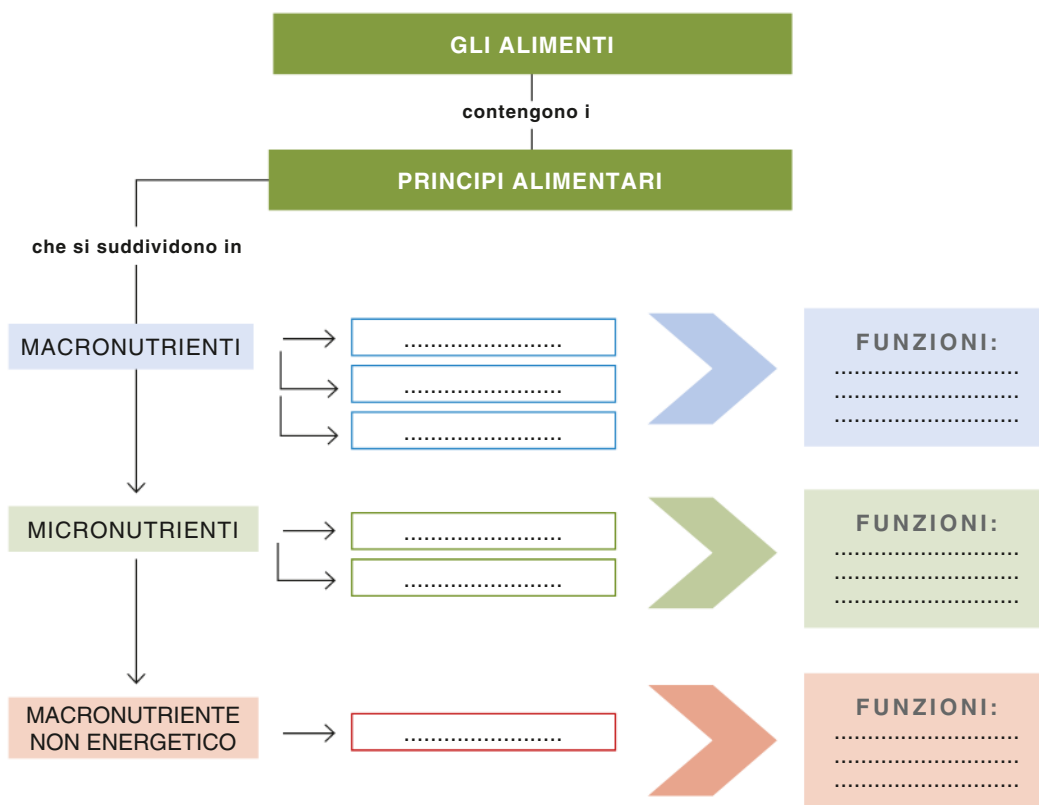 GLI ALIMENTI
contengono i
PRINCIPI ALIMENTARI
che si suddividono in
MACRONUTRIENTI
........................
........................
........................
FUNZIONI:
............................
............................
............................
MICRONUTRIENTI
........................
........................
FUNZIONI:
............................
............................
............................
MACRONUTRIENTE
NON ENERGETICO
........................
FUNZIONI:
............................
............................
............................